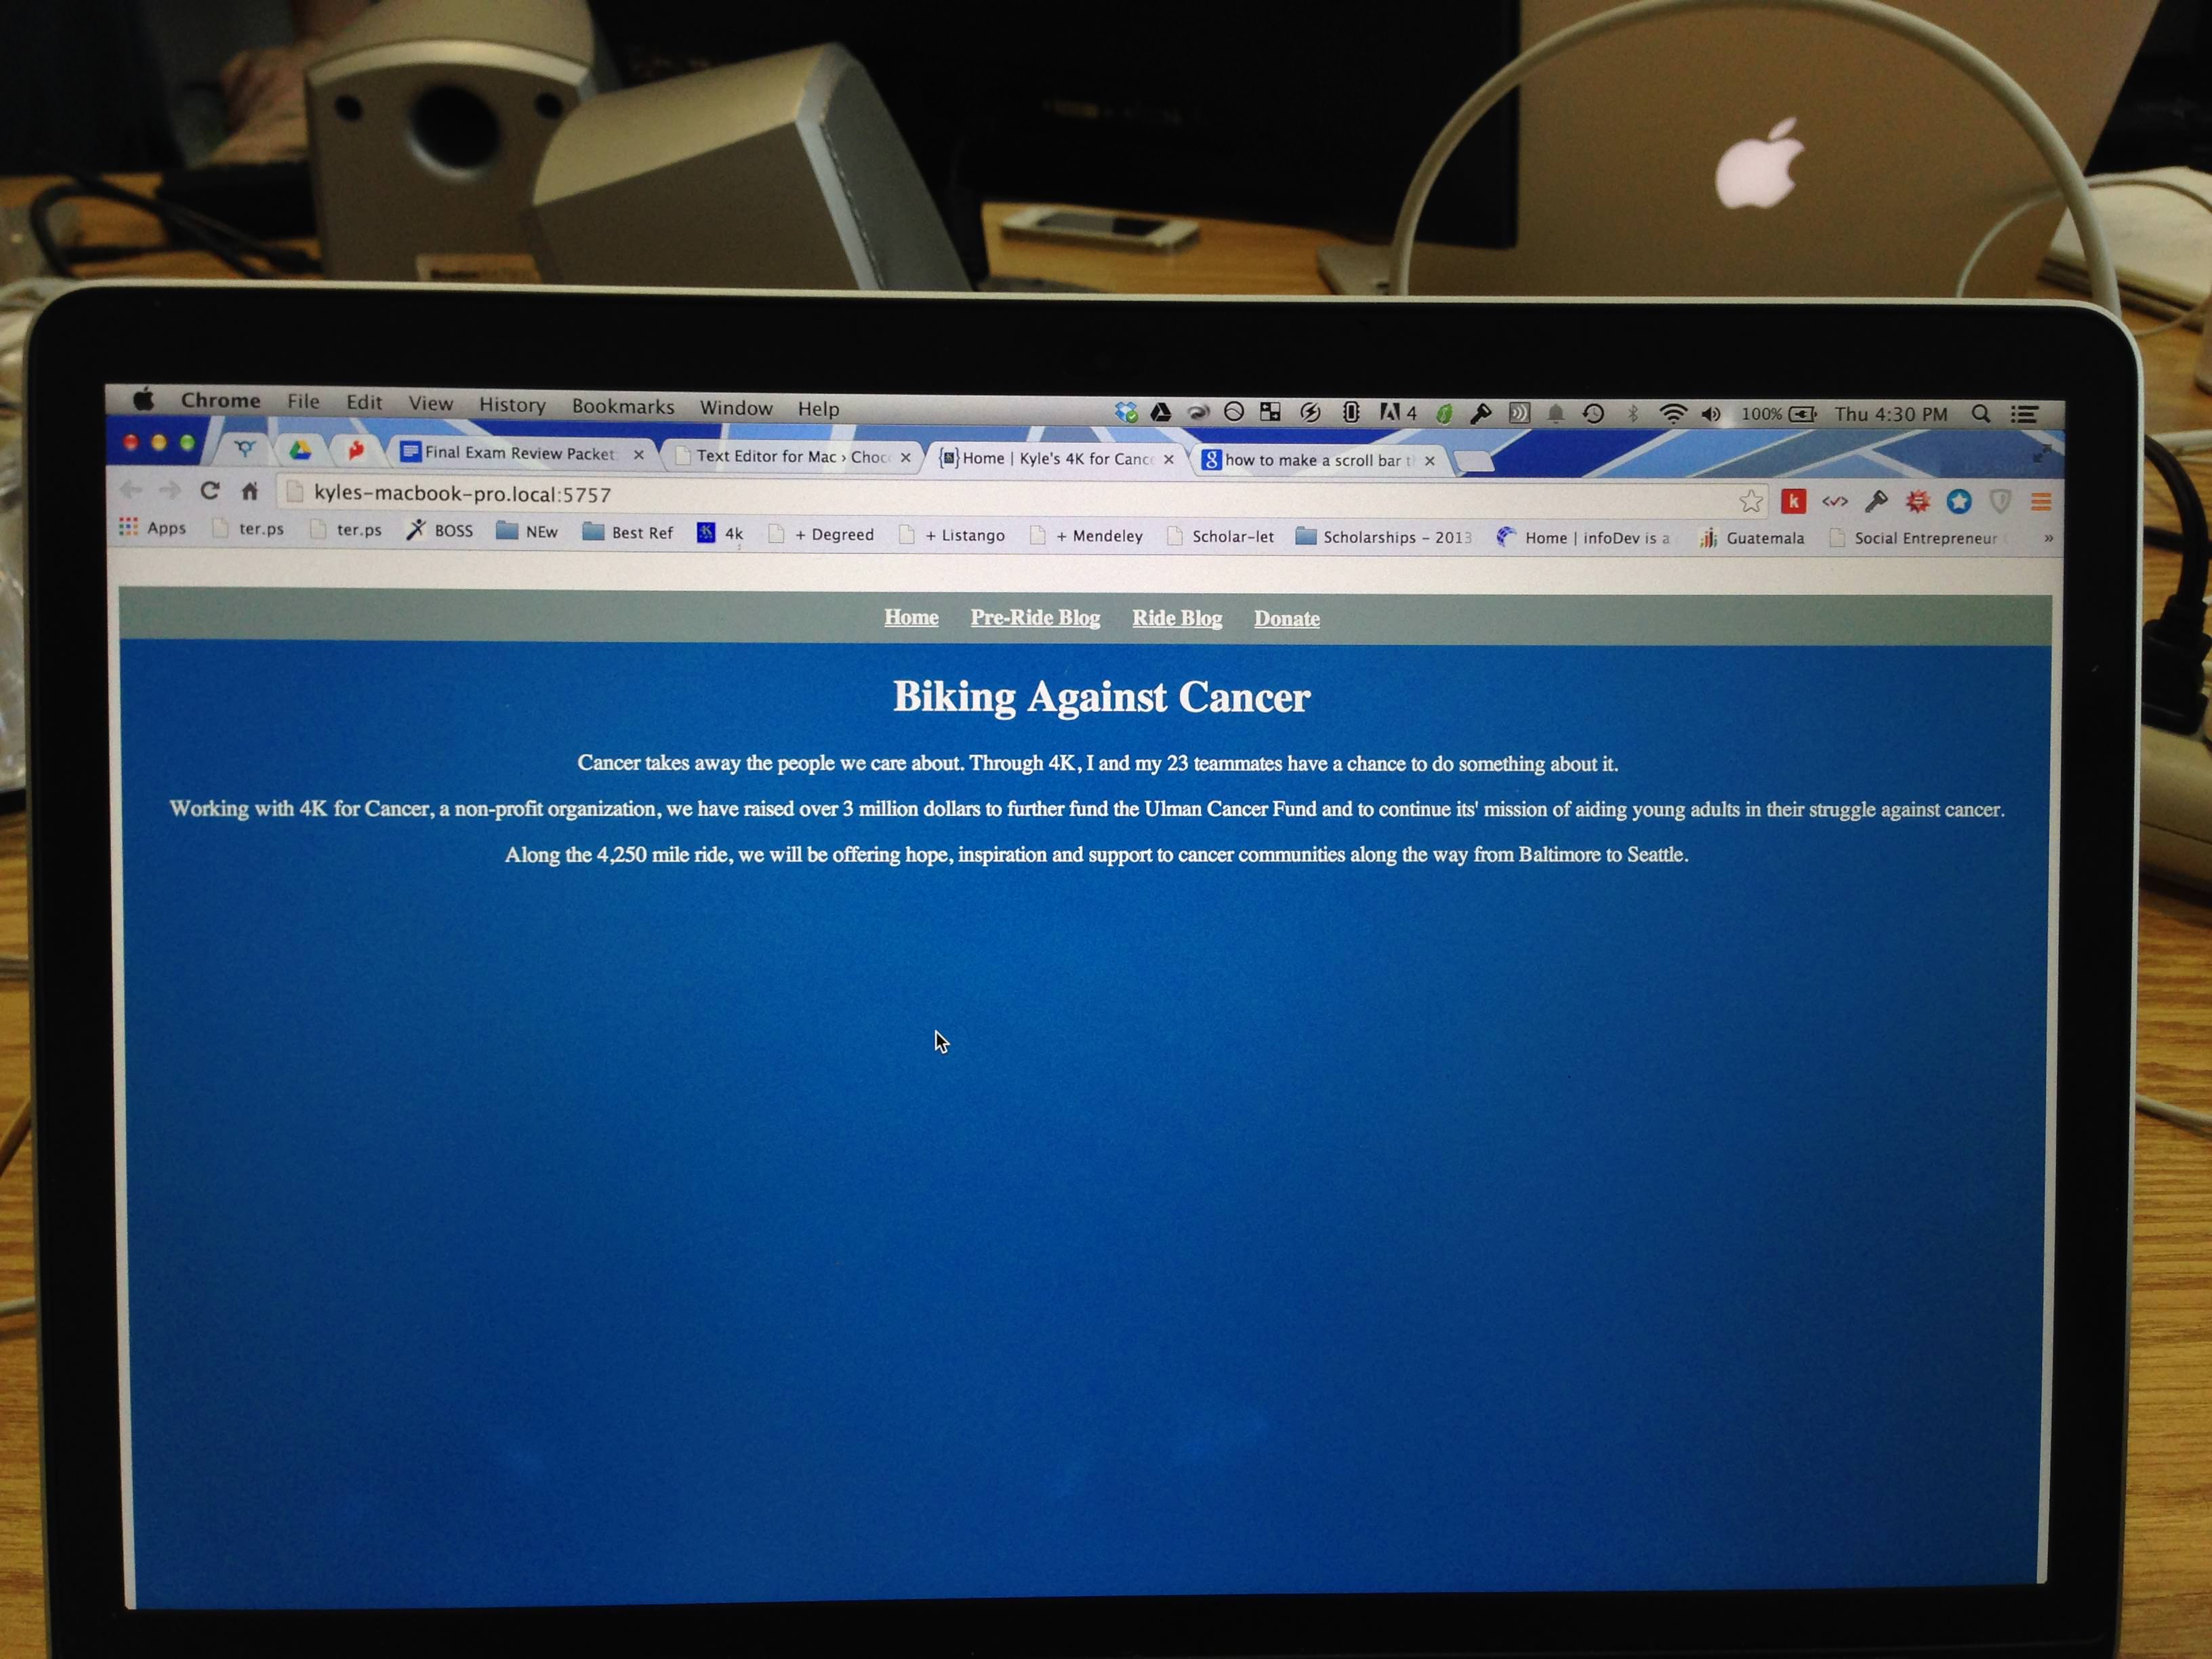 Chrome File Edit View History Bookmarks Window Help 4 100% Thu 4:30 PM
Final Exam Review Packet Text Editor for Mac › Choc Home | Kyle's 4K for Canc g how to make a scroll bar t
kyles-macbook-pro.local:5757 k
Apps ter.ps ter.ps BOSS NEw Best Ref 4k + Degreed + Listango + Mendeley Scholar-let Scholarships – 2013 Home | infoDev is a Guatemala Social Entrepreneur »
Home Pre-Ride Blog Ride Blog Donate
Biking Against Cancer
Cancer takes away the people we care about. Through 4K, I and my 23 teammates have a chance to do something about it.
Working with 4K for Cancer, a non-profit organization, we have raised over 3 million dollars to further fund the Ulman Cancer Fund and to continue its' mission of aiding young adults in their struggle against cancer.
Along the 4,250 mile ride, we will be offering hope, inspiration and support to cancer communities along the way from Baltimore to Seattle.